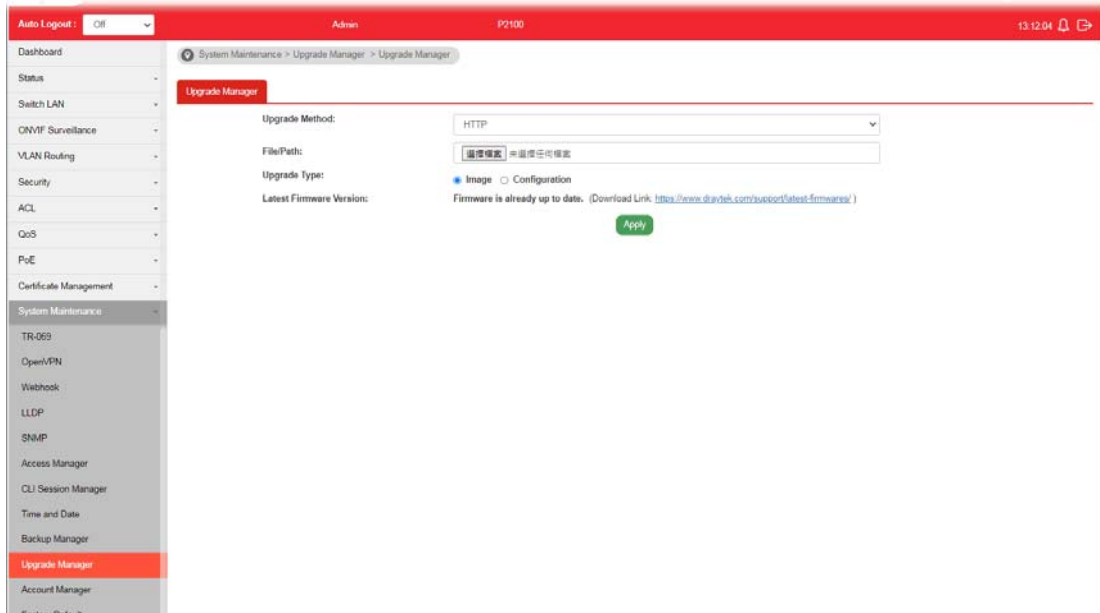 Auto Logout : Off Admin P2100 13:12:04
Dashboard
Status
Switch LAN
ONVIF Surveillance
VLAN Routing
Security
ACL
QoS
PoE
Certificate Management
System Maintenance
TR-069
OpenVPN
Webhook
LLDP
SNMP
Access Manager
CLI Session Manager
Time and Date
Backup Manager
Upgrade Manager
Account Manager
System Maintenance > Upgrade Manager > Upgrade Manager
Upgrade Manager
Upgrade Method: HTTP
File/Path: 選擇檔案 未選擇任何檔案
Upgrade Type: Image Configuration
Latest Firmware Version: Firmware is already up to date. (Download Link: https://www.draytek.com/support/latest-firmwares/ )
Apply